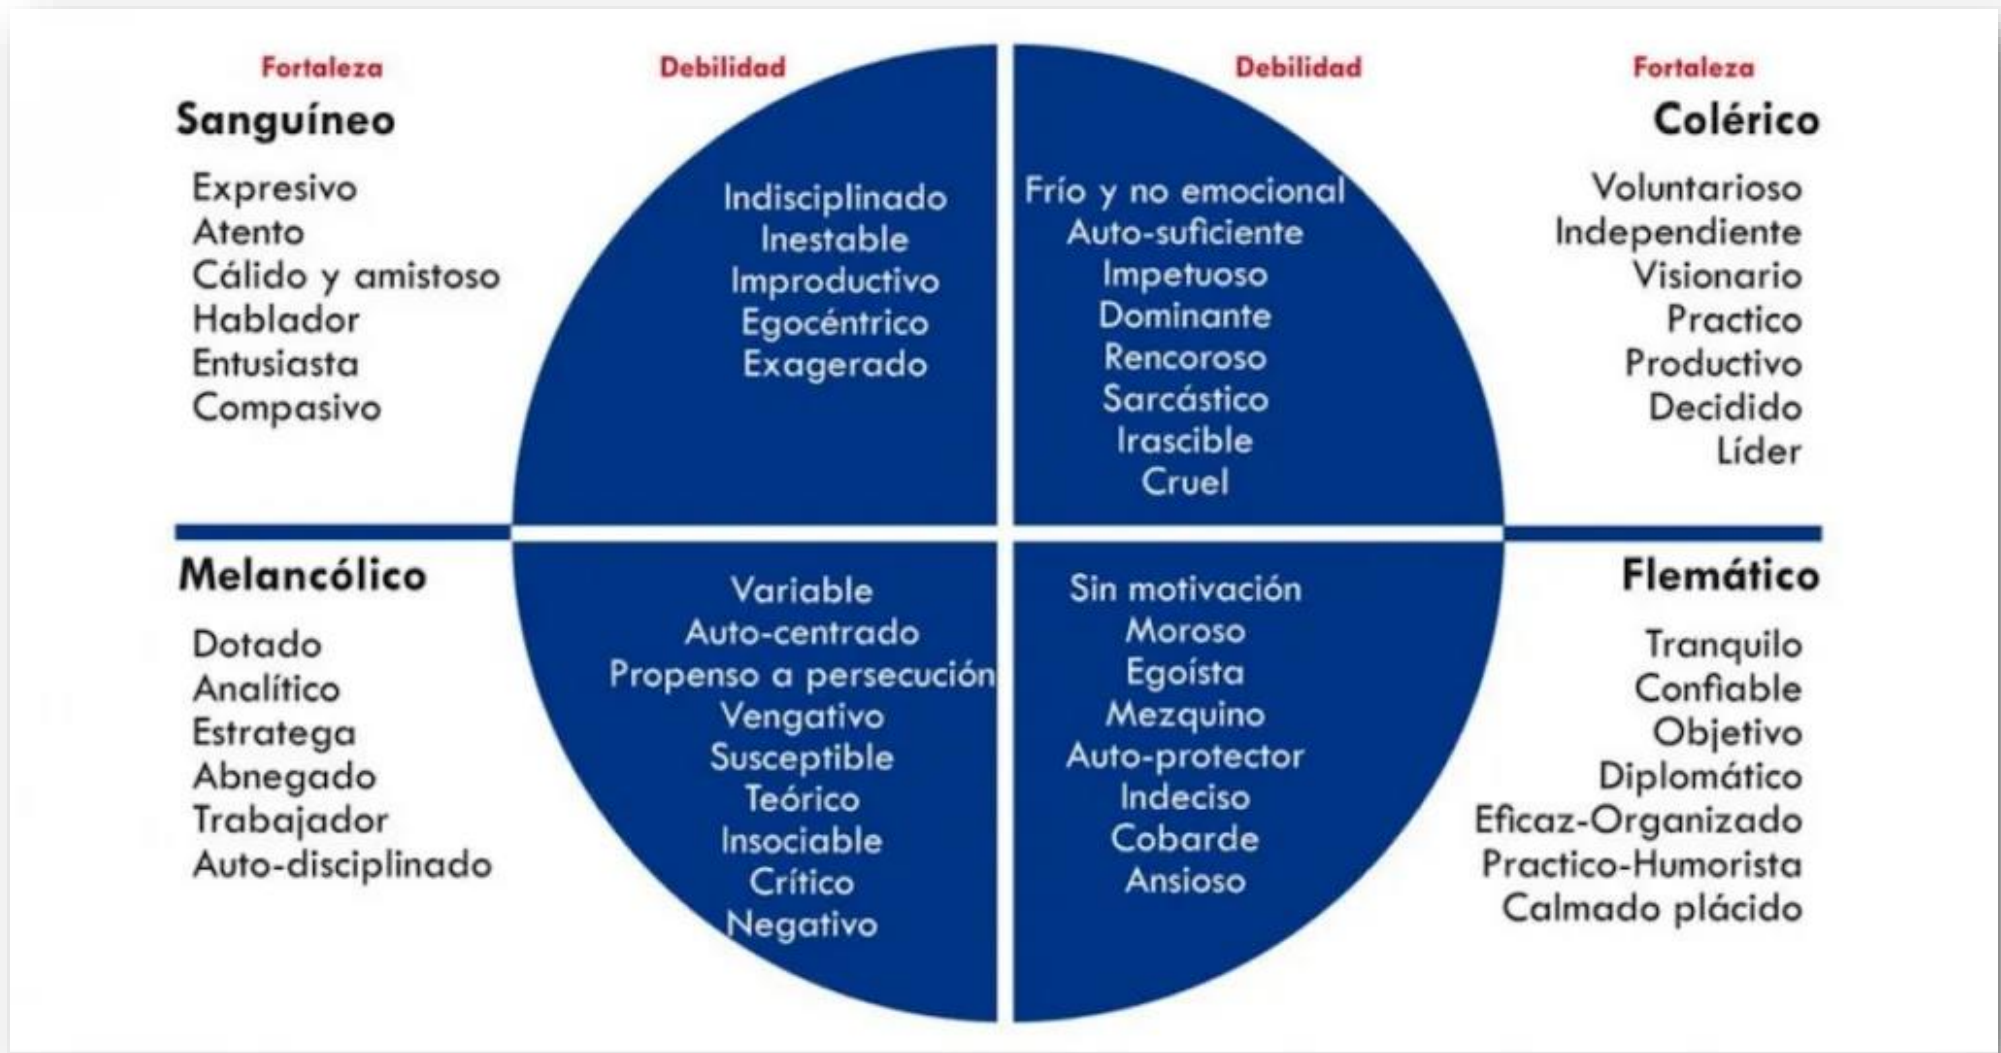 Fortaleza
Debilidad
Debilidad
Fortaleza
Sanguíneo
Expresivo
Atento
Cálido y amistoso
Hablador
Entusiasta
Compasivo
Indisciplinado
Inestable
Improductivo
Egocéntrico
Exagerado
Frío y no emocional
Auto-suficiente
Impetuoso
Dominante
Rencoroso
Sarcástico
Irascible
Cruel
Colérico
Voluntarioso
Independiente
Visionario
Practico
Productivo
Decidido
Líder
Melancólico
Dotado
Analítico
Estratega
Abnegado
Trabajador
Auto-disciplinado
Variable
Auto-centrado
Propenso a persecución
Vengativo
Susceptible
Teórico
Insociable
Crítico
Negativo
Sin motivación
Moroso
Egoísta
Mezquino
Auto-protector
Indeciso
Cobarde
Ansioso
Flemático
Tranquilo
Confiable
Objetivo
Diplomático
Eficaz-Organizado
Practico-Humorista
Calmado plácido